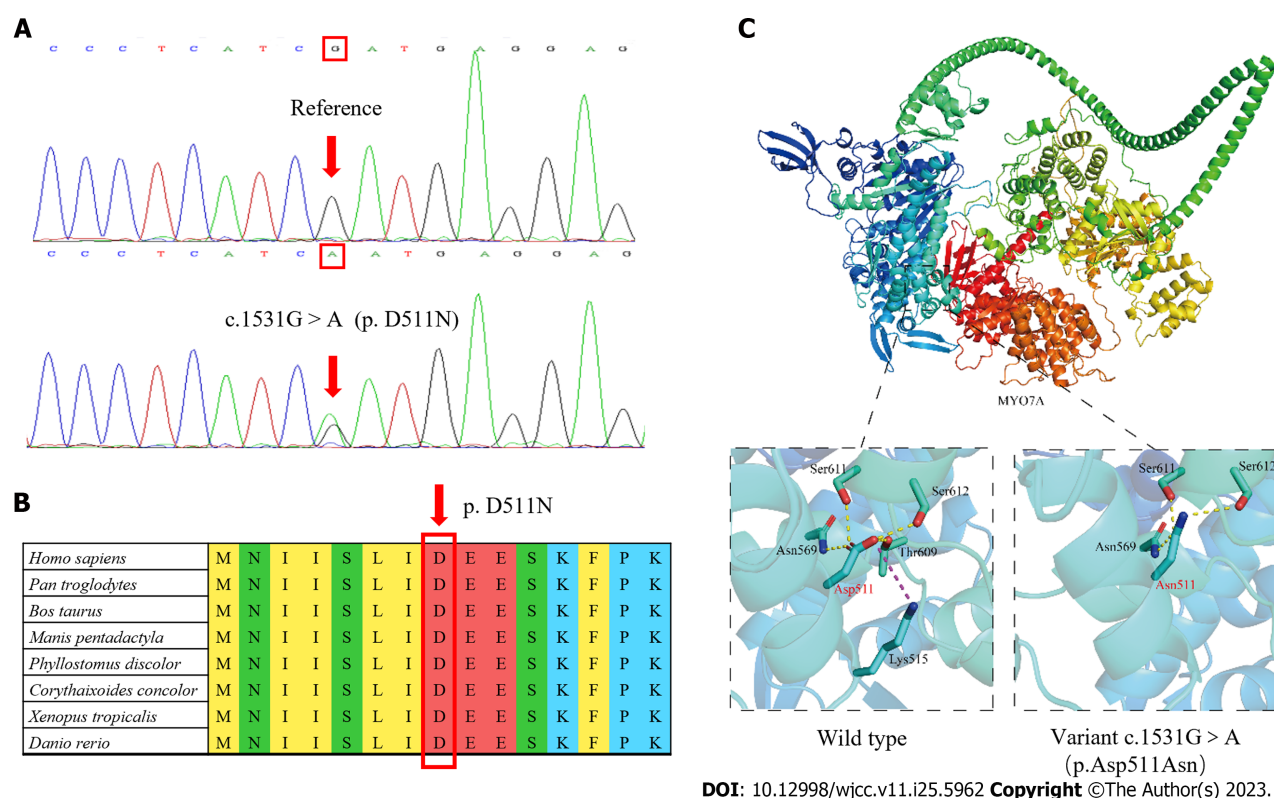 A
C C C T C A T C G A T G A G G A G
Reference
C C C T C A T C A A T G A G G A G
c.1531G > A (p. D511N)
B
p. D511N
Homo sapiens M N I I S L I D E E S K F P K
Pan troglodytes M N I I S L I D E E S K F P K
Bos taurus M N I I S L I D E E S K F P K
Manis pentadactyla M N I I S L I D E E S K F P K
Phyllostomus discolor M N I I S L I D E E S K F P K
Corythaixoides concolor M N I I S L I D E E S K F P K
Xenopus tropicalis M N I I S L I D E E S K F P K
Danio rerio M N I I S L I D E E S K F P K
C
MYO7A
Ser611
Ser612
Asn569
Thr609
Asp511
Lys515
Wild type
Ser611
Ser612
Asn569
Asn511
Variant c.1531G > A
(p.Asp511Asn)
DOI: 10.12998/wjcc.v11.i25.5962 Copyright ©The Author(s) 2023.